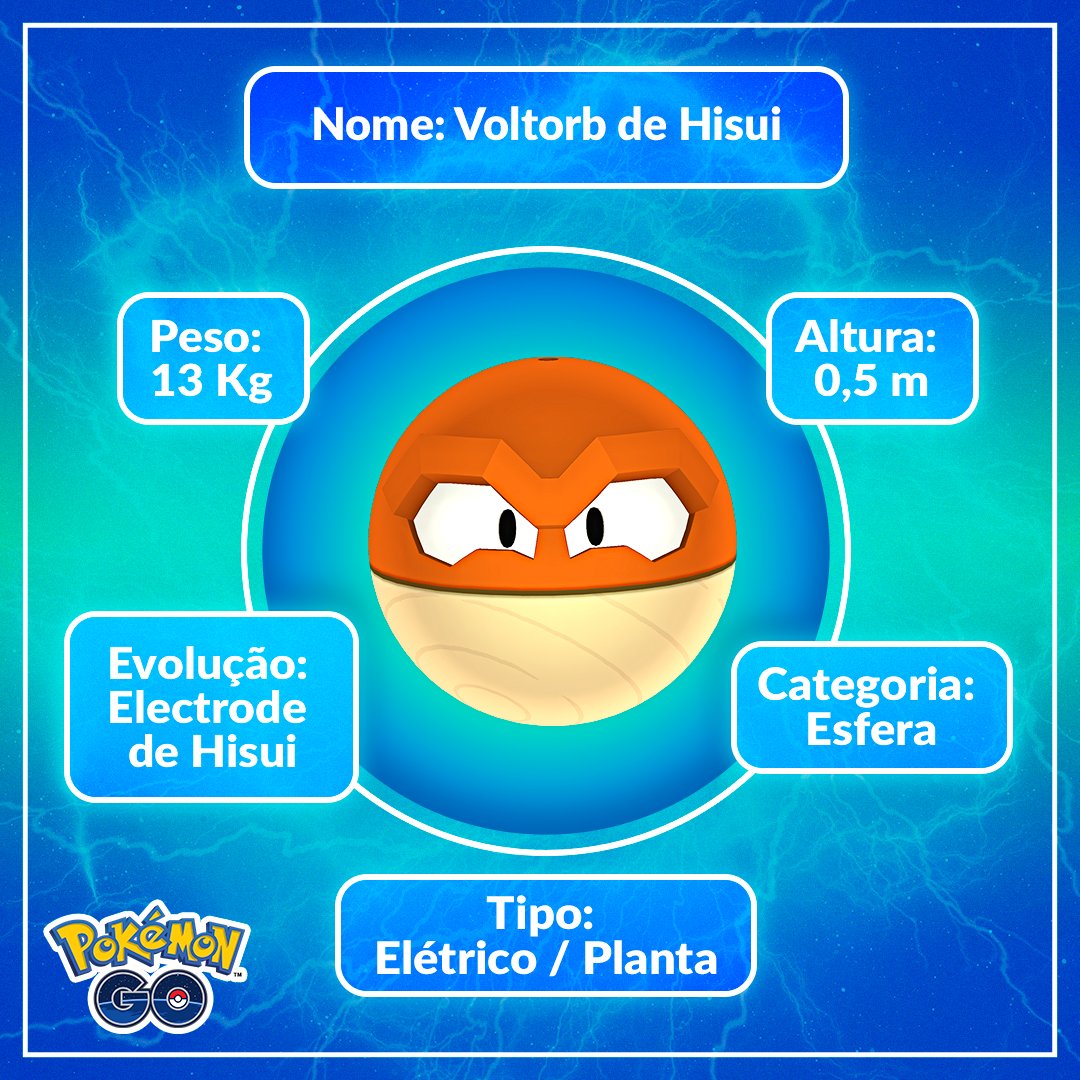 Nome: Voltorb de Hisui
Peso:
13 Kg
Altura:
0,5 m
Evolução:
Electrode
de Hisui
Categoria:
Esfera
Tipo:
Elétrico / Planta
POKÉMON
GO
TM